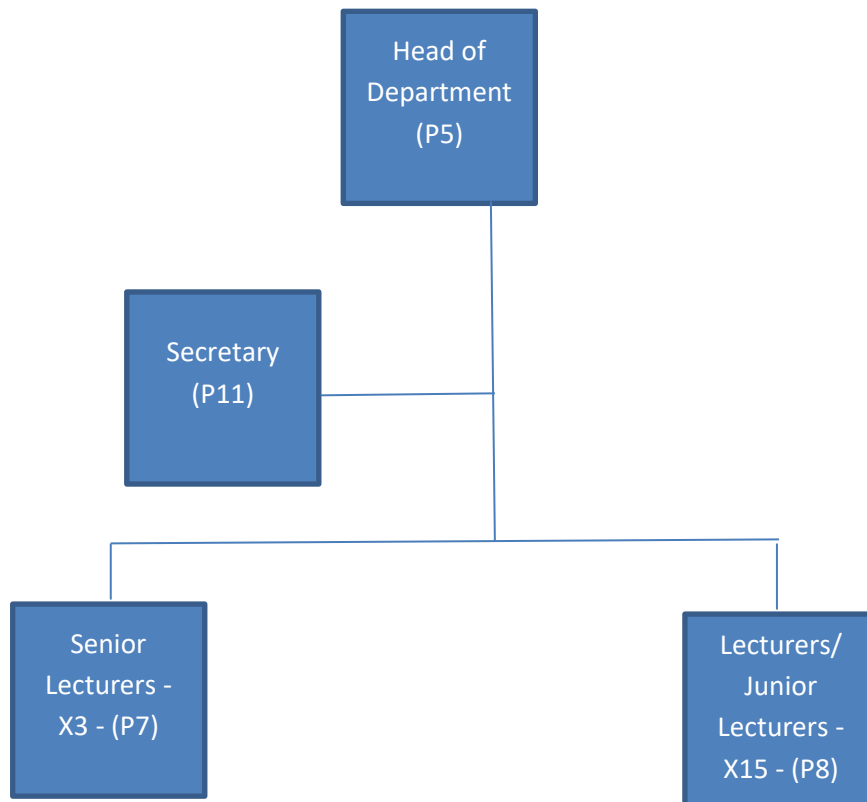 Head of
Department
(P5)
Secretary
(P11)
Senior
Lecturers -
X3 - (P7)
Lecturers/
Junior
Lecturers -
X15 - (P8)